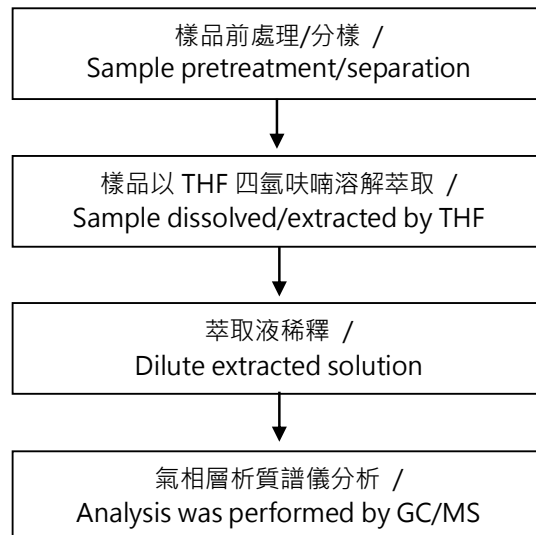 樣品前處理/分樣 /
Sample pretreatment/separation
樣品以 THF 四氫呋喃溶解萃取 /
Sample dissolved/extracted by THF
萃取液稀釋 /
Dilute extracted solution
氣相層析質譜儀分析 /
Analysis was performed by GC/MS